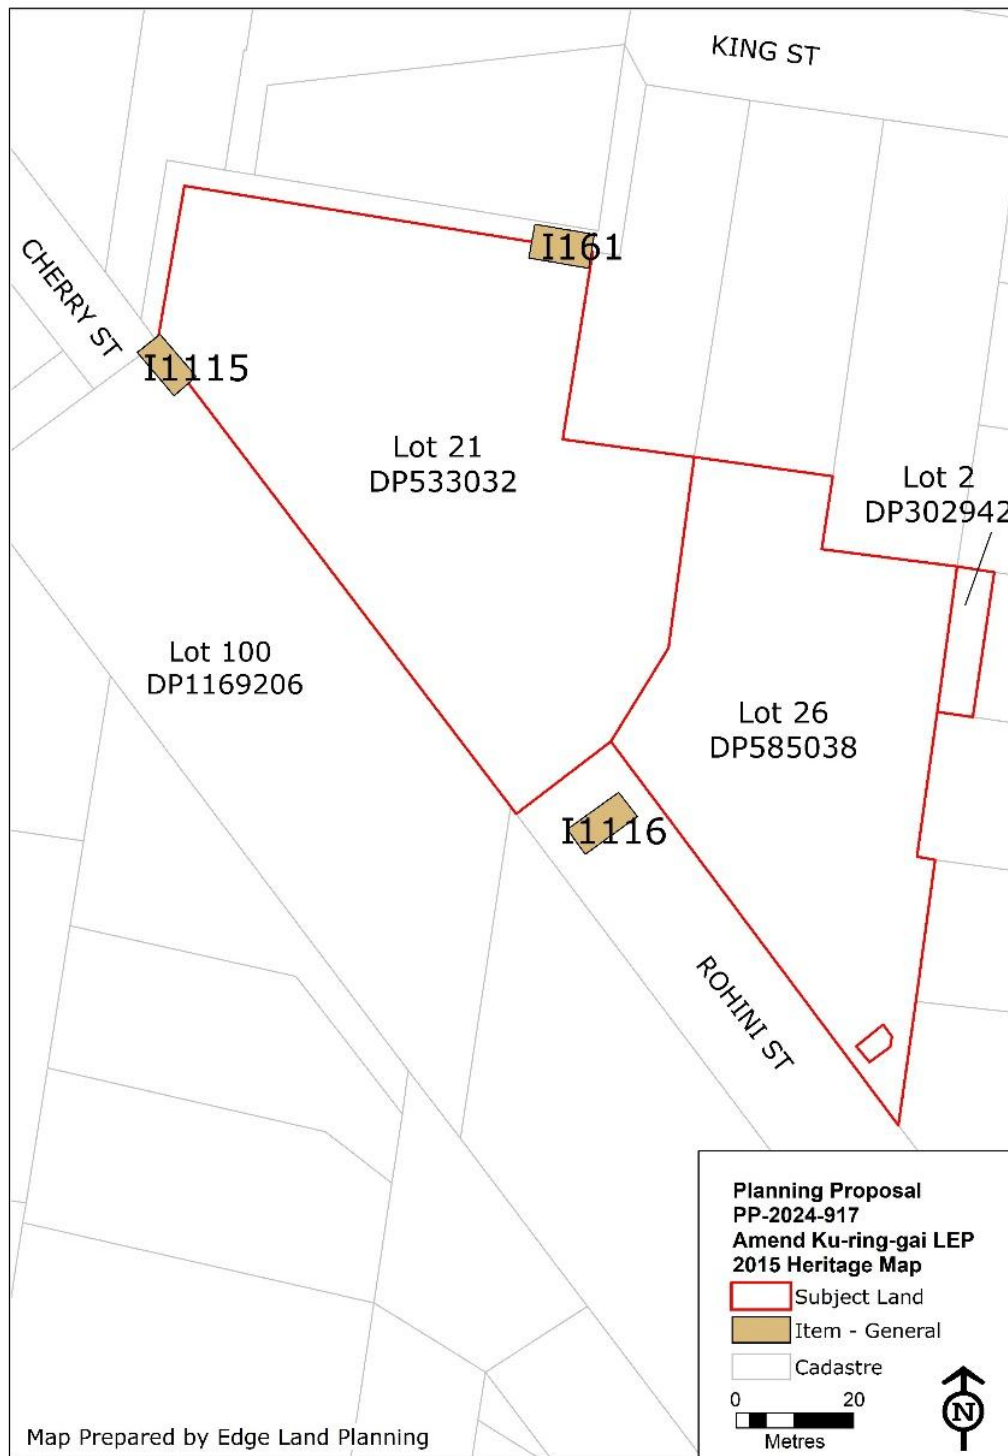 KING ST
CHERRY ST
I161
I1115
Lot 21
DP533032
Lot 2
DP302942
Lot 100
DP1169206
Lot 26
DP585038
I1116
ROHINI ST
Planning Proposal
PP-2024-917
Amend Ku-ring-gai LEP
2015 Heritage Map
Subject Land
Item - General
Cadastre
0 20
Metres
N
Map Prepared by Edge Land Planning